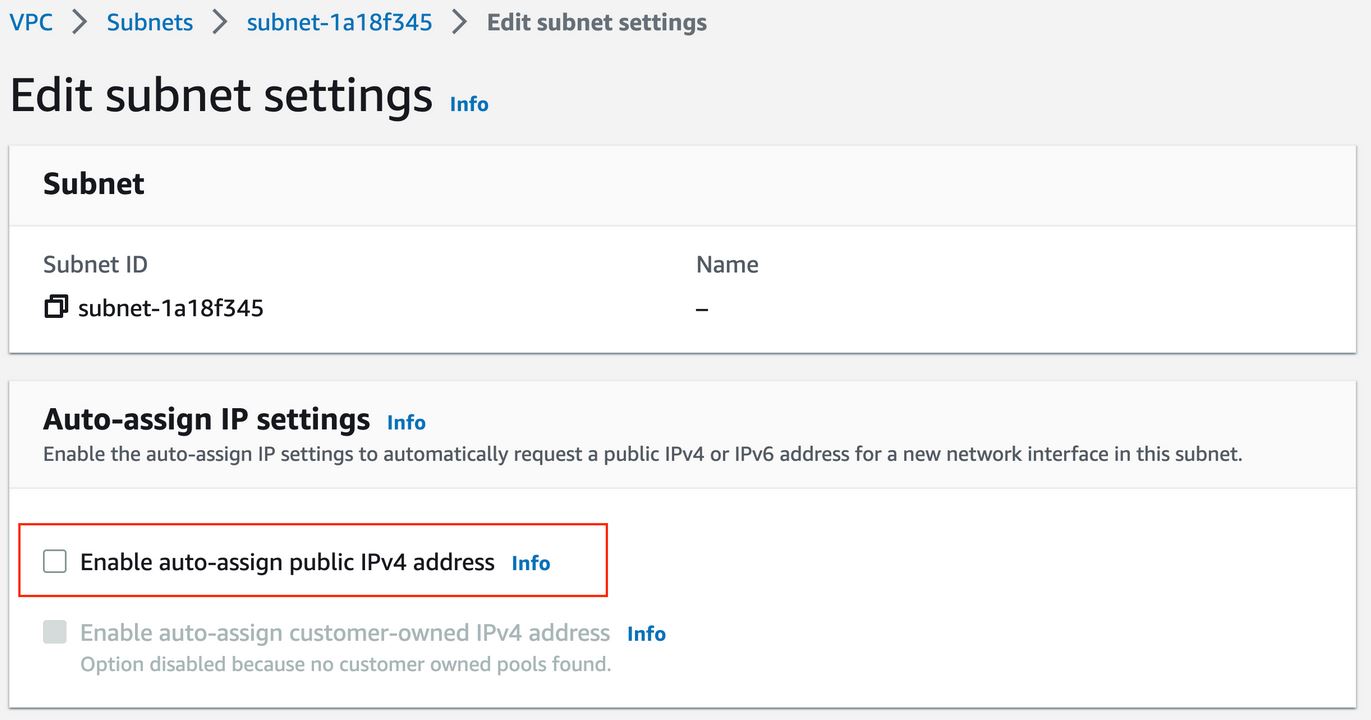 VPC > Subnets > subnet-1a18f345 > Edit subnet settings
Edit subnet settings Info
Subnet
Subnet ID Name
subnet-1a18f345 –
Auto-assign IP settings Info
Enable the auto-assign IP settings to automatically request a public IPv4 or IPv6 address for a new network interface in this subnet.
Enable auto-assign public IPv4 address Info
Enable auto-assign customer-owned IPv4 address Info
Option disabled because no customer owned pools found.